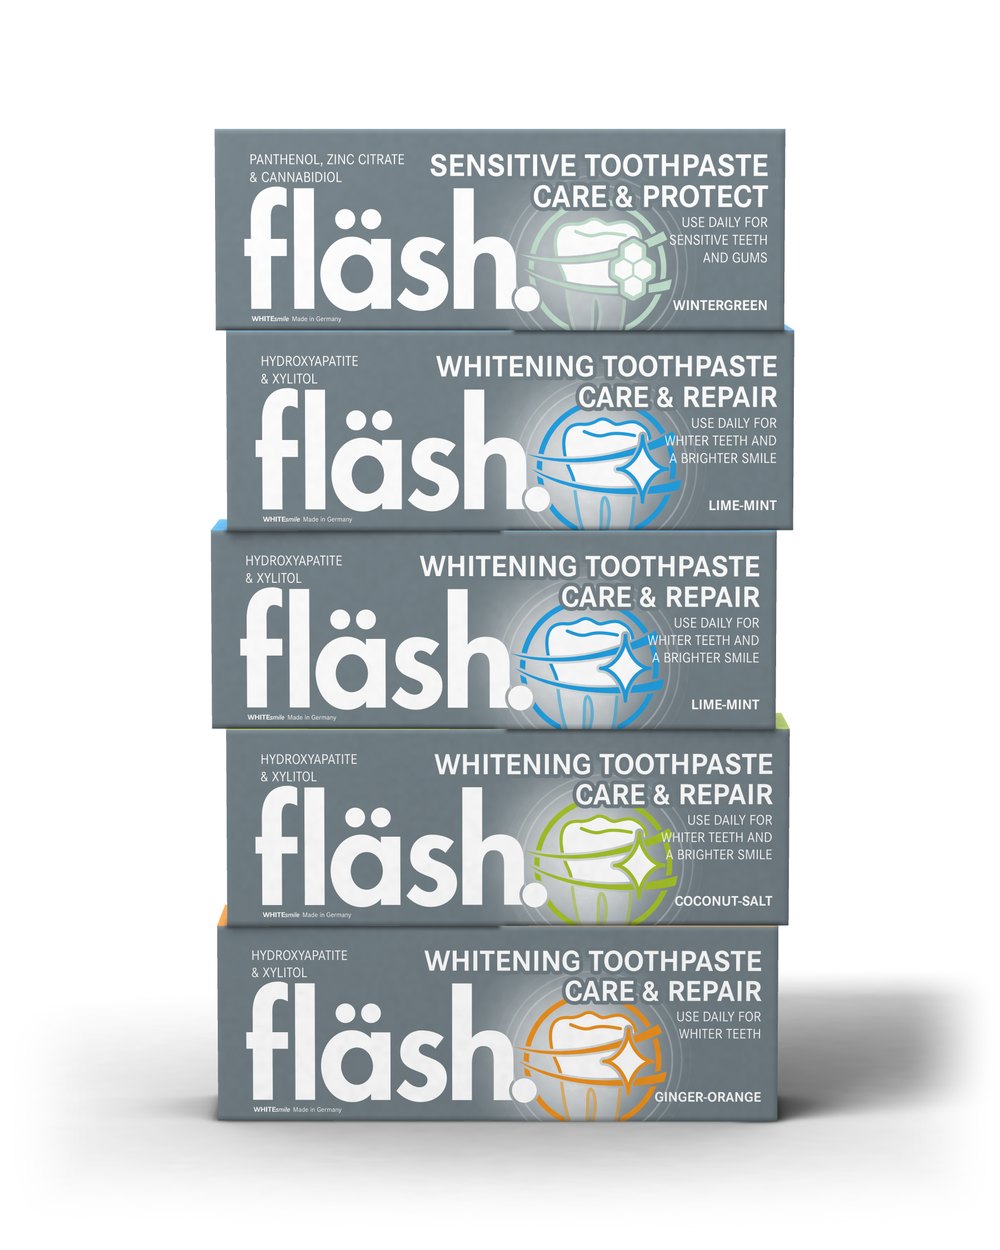 PANTHENOL, ZINC CITRATE
& CANNABIDIOL
fläsh.
WHITEsmile Made in Germany
SENSITIVE TOOTHPASTE
CARE & PROTECT
USE DAILY FOR
SENSITIVE TEETH
AND GUMS
WINTERGREEN
HYDROXYAPATITE
& XYLITOL
fläsh.
WHITEsmile Made in Germany
WHITENING TOOTHPASTE
CARE & REPAIR
USE DAILY FOR
WHITER TEETH AND
A BRIGHTER SMILE
LIME-MINT
HYDROXYAPATITE
& XYLITOL
fläsh.
WHITEsmile Made in Germany
WHITENING TOOTHPASTE
CARE & REPAIR
USE DAILY FOR
WHITER TEETH AND
A BRIGHTER SMILE
LIME-MINT
HYDROXYAPATITE
& XYLITOL
fläsh.
WHITEsmile Made in Germany
WHITENING TOOTHPASTE
CARE & REPAIR
USE DAILY FOR
WHITER TEETH AND
A BRIGHTER SMILE
COCONUT-SALT
HYDROXYAPATITE
& XYLITOL
fläsh.
WHITEsmile Made in Germany
WHITENING TOOTHPASTE
CARE & REPAIR
USE DAILY FOR
WHITER TEETH
GINGER-ORANGE